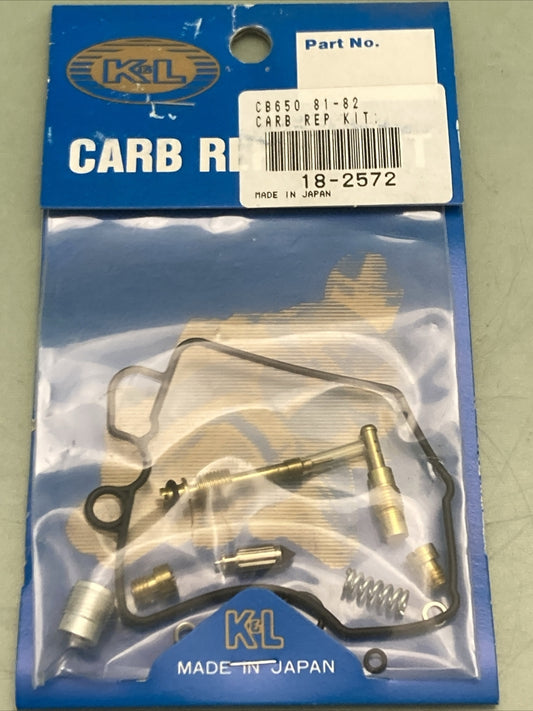 K&L
Part No.
CB650 81-82
CARB REP KIT:
18-2572
MADE IN JAPAN
CARB RE T
K&L
MADE IN JAPAN